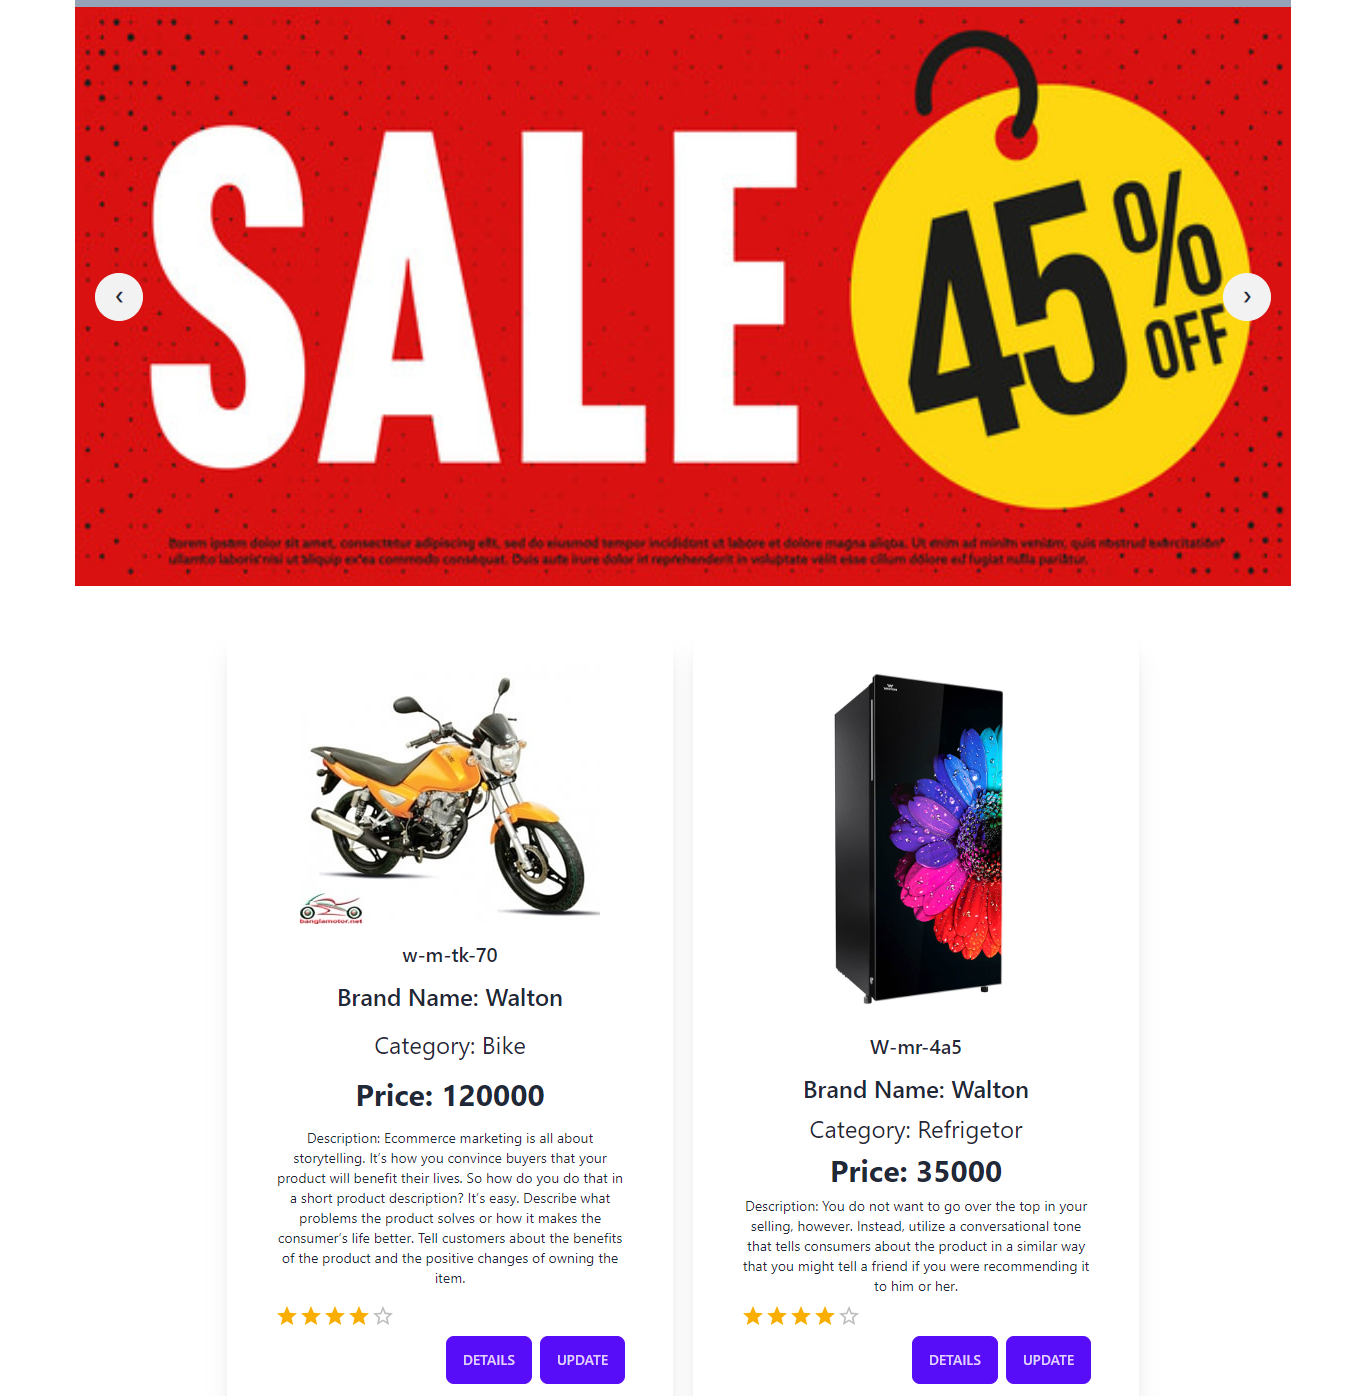 SALE
45%
OFF
‹
›
Lorem ipsum dolor sit amet, consectetur adipiscing elit, sed do eiusmod tempor incididunt ut labore et dolore magna aliqba. Ut enim ad minim veniam, quis nostrud exercitation
ullamco laboris nisi ut aliquip ex ea commodo consequat. Duis aute irure dolor in reprehenderit in voluptate velit esse cillum dolore eu fugiat nulla pariatur.
banglamotor.net
w-m-tk-70
Brand Name: Walton
Category: Bike
Price: 120000
Description: Ecommerce marketing is all about
storytelling. It’s how you convince buyers that your
product will benefit their lives. So how do you do that in
a short product description? It’s easy. Describe what
problems the product solves or how it makes the
consumer’s life better. Tell customers about the benefits
of the product and the positive changes of owning the
item.
DETAILS
UPDATE
W-mr-4a5
Brand Name: Walton
Category: Refrigetor
Price: 35000
Description: You do not want to go over the top in your
selling, however. Instead, utilize a conversational tone
that tells consumers about the product in a similar way
that you might tell a friend if you were recommending it
to him or her.
DETAILS
UPDATE